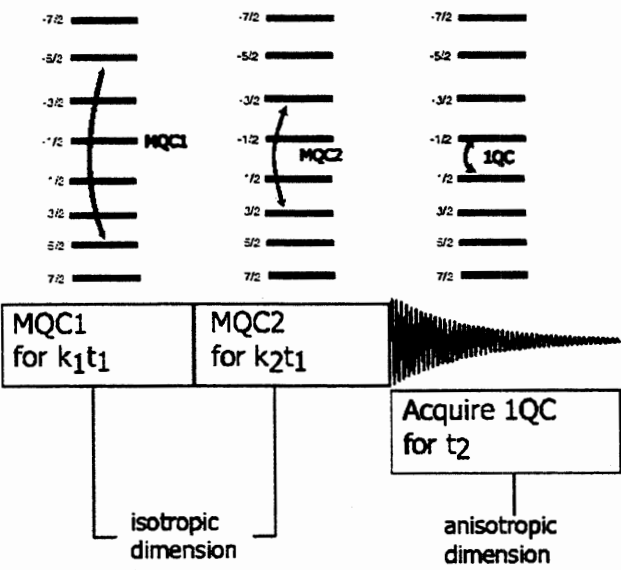 -7/2
-5/2
-3/2
-1/2
1/2
3/2
5/2
7/2
MQC1
-7/2
-5/2
-3/2
-1/2
1/2
3/2
5/2
7/2
MQC2
-7/2
-5/2
-3/2
-1/2
1/2
3/2
5/2
7/2
1QC
MQC1
for k₁t₁
MQC2
for k₂t₁
Acquire 1QC
for t₂
isotropic
dimension
anisotropic
dimension